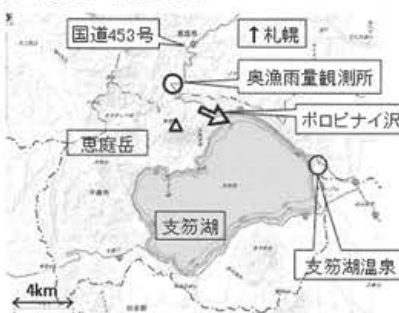 国道453号
↑札幌
奥漁雨量観測所
ポロピナイ沢
恵庭岳
支笏湖
支笏湖温泉
4km